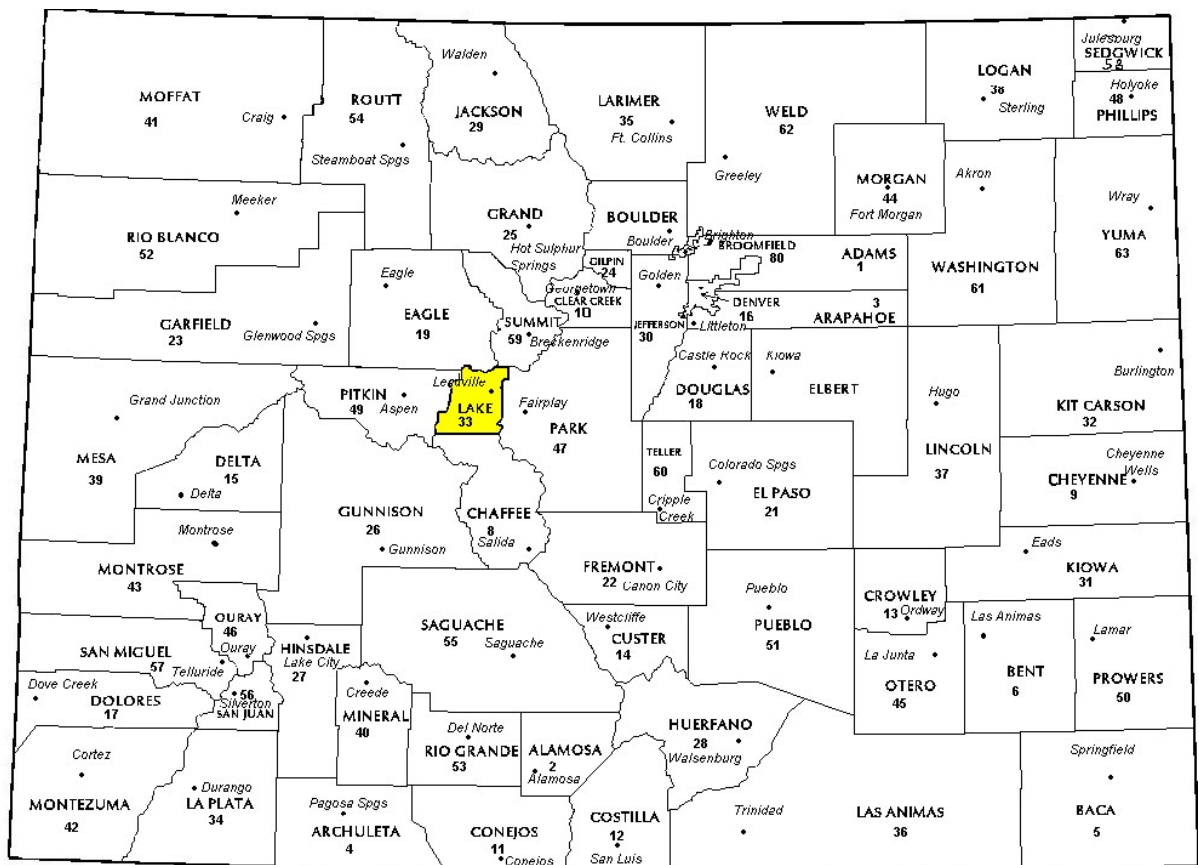 Julesburg
SEDGWICK
58
Walden
LOGAN
38
Sterling
Holyoke
48
PHILLIPS
MOFFAT
41
Craig
ROUTT
54
Steamboat Spgs
JACKSON
29
LARIMER
35
Ft. Collins
WELD
62
Greeley
MORGAN
44
Fort Morgan
Akron
Wray
YUMA
63
Meeker
RIO BLANCO
52
GRAND
25
Hot Sulphur
Springs
BOULDER
Boulder
Brighton
BROOMFIELD
80
ADAMS
1
WASHINGTON
61
GILPIN
24
Golden
Eagle
EAGLE
19
Georgetown
CLEAR CREEK
10
DENVER
16
3
ARAPAHOE
Littleton
GARFIELD
23
Glenwood Spgs
SUMMIT
59
Breckenridge
JEFFERSON
30
Castle Rock
DOUGLAS
18
Kiowa
ELBERT
Burlington
KIT CARSON
32
Hugo
LINCOLN
37
PITKIN
49
Aspen
Leadville
LAKE
33
Fairplay
PARK
47
Grand Junction
MESA
39
DELTA
15
Delta
TELLER
60
Cripple
Creek
Colorado Spgs
EL PASO
21
Cheyenne
Wells
CHEYENNE
9
GUNNISON
26
Gunnison
CHAFFEE
8
Salida
Montrose
MONTROSE
43
FREMONT
22
Canon City
Pueblo
PUEBLO
51
Eads
KIOWA
31
CROWLEY
13
Ordway
OURAY
46
Ouray
HINSDALE
Lake City
27
SAGUACHE
55
Saguache
Westcliffe
CUSTER
14
Las Animas
BENT
6
Lamar
PROWERS
50
La Junta
OTERO
45
SAN MIGUEL
57
Telluride
Dove Creek
DOLORES
17
56
Silverton
SAN JUAN
Creede
MINERAL
40
Del Norte
RIO GRANDE
53
ALAMOSA
2
Alamosa
HUERFANO
28
Walsenburg
Cortez
MONTEZUMA
42
Durango
LA PLATA
34
Pagosa Spgs
ARCHULETA
4
CONEJOS
11
Conejos
COSTILLA
12
San Luis
Trinidad
LAS ANIMAS
36
Springfield
BACA
5